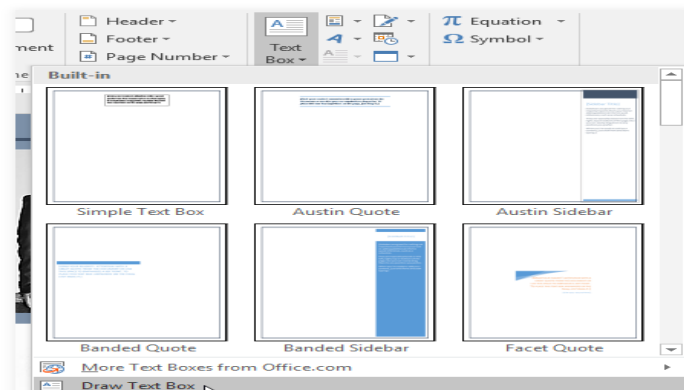 Header
Footer
Page Number
Text
Box
Equation
Symbol
ment
Built-in
Simple Text Box
Austin Quote
Austin Sidebar
Banded Quote
Banded Sidebar
Facet Quote
More Text Boxes from Office.com
Draw Text Box